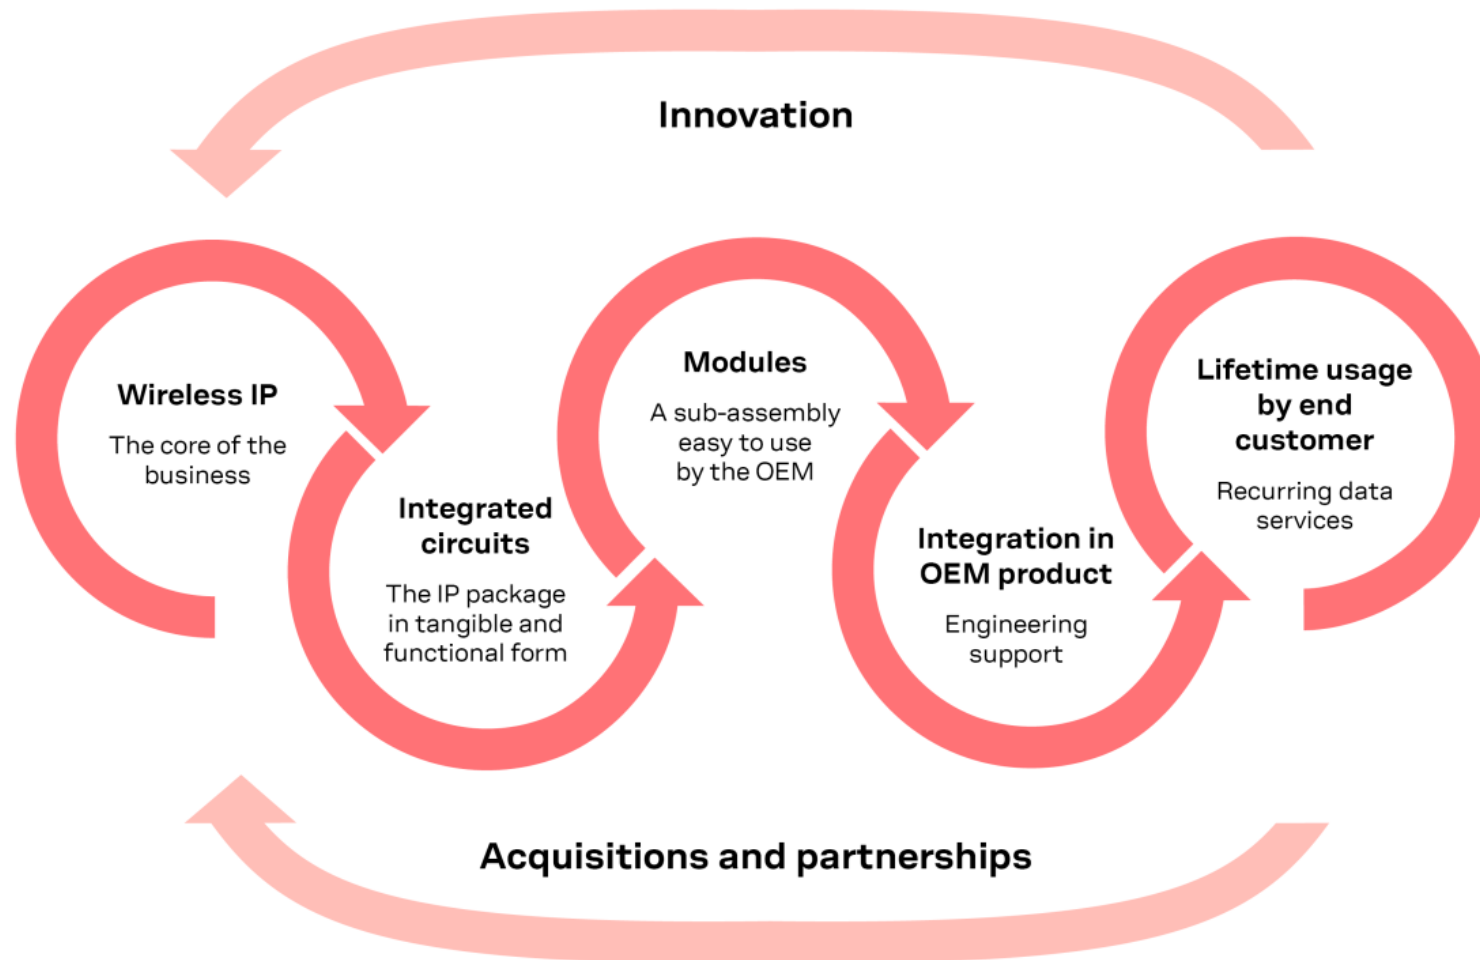 Innovation
Wireless IP
The core of the
business
Integrated
circuits
The IP package
in tangible and
functional form
Modules
A sub-assembly
easy to use
by the OEM
Integration in
OEM product
Engineering
support
Lifetime usage
by end
customer
Recurring data
services
Acquisitions and partnerships